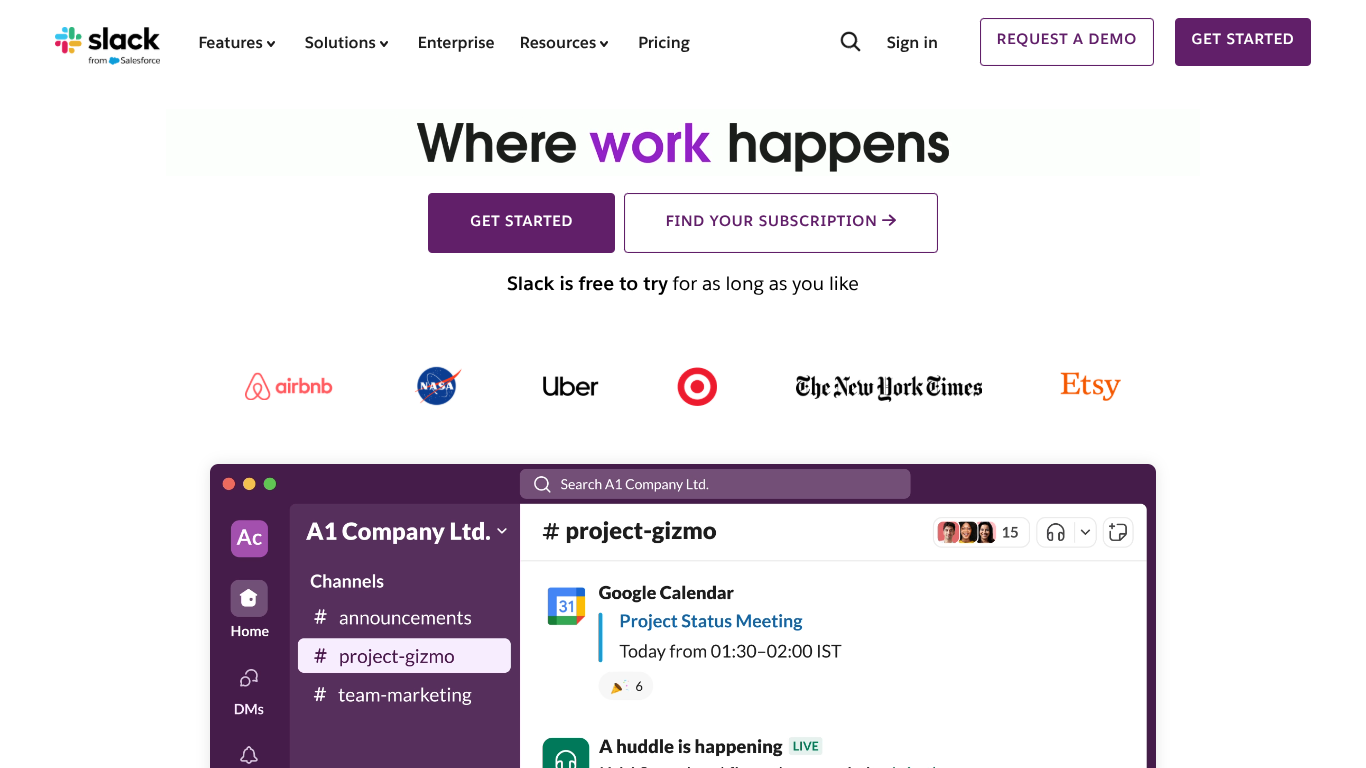 slack
from Salesforce
Features
Solutions
Enterprise
Resources
Pricing
Sign in
REQUEST A DEMO
GET STARTED
Where work happens
GET STARTED
FIND YOUR SUBSCRIPTION →
Slack is free to try for as long as you like
airbnb
NASA
Uber
The New York Times
Etsy
Search A1 Company Ltd.
Ac
A1 Company Ltd.
# project-gizmo
15
Channels
Home
# announcements
# project-gizmo
# team-marketing
DMs
Google Calendar
31
Project Status Meeting
Today from 01:30–02:00 IST
6
A huddle is happening LIVE